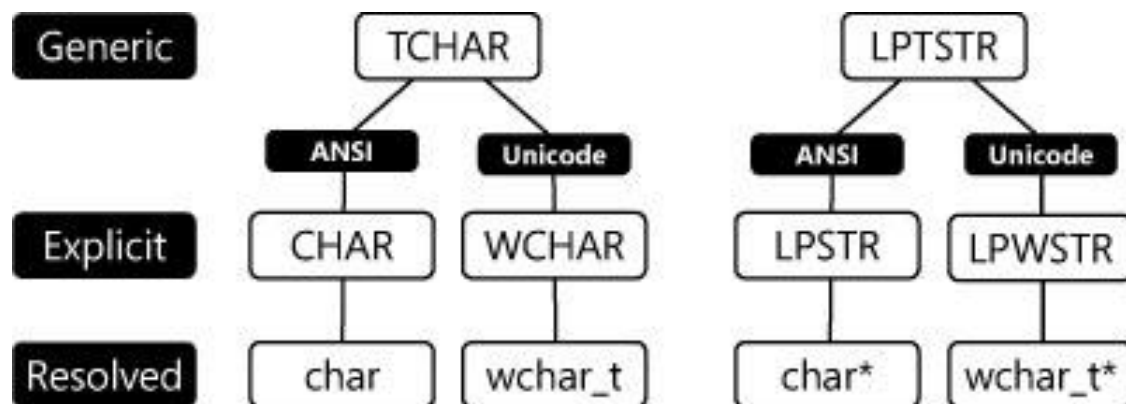 Generic TCHAR LPTSTR
ANSI Unicode ANSI Unicode
Explicit CHAR WCHAR LPSTR LPWSTR
Resolved char wchar_t char* wchar_t*